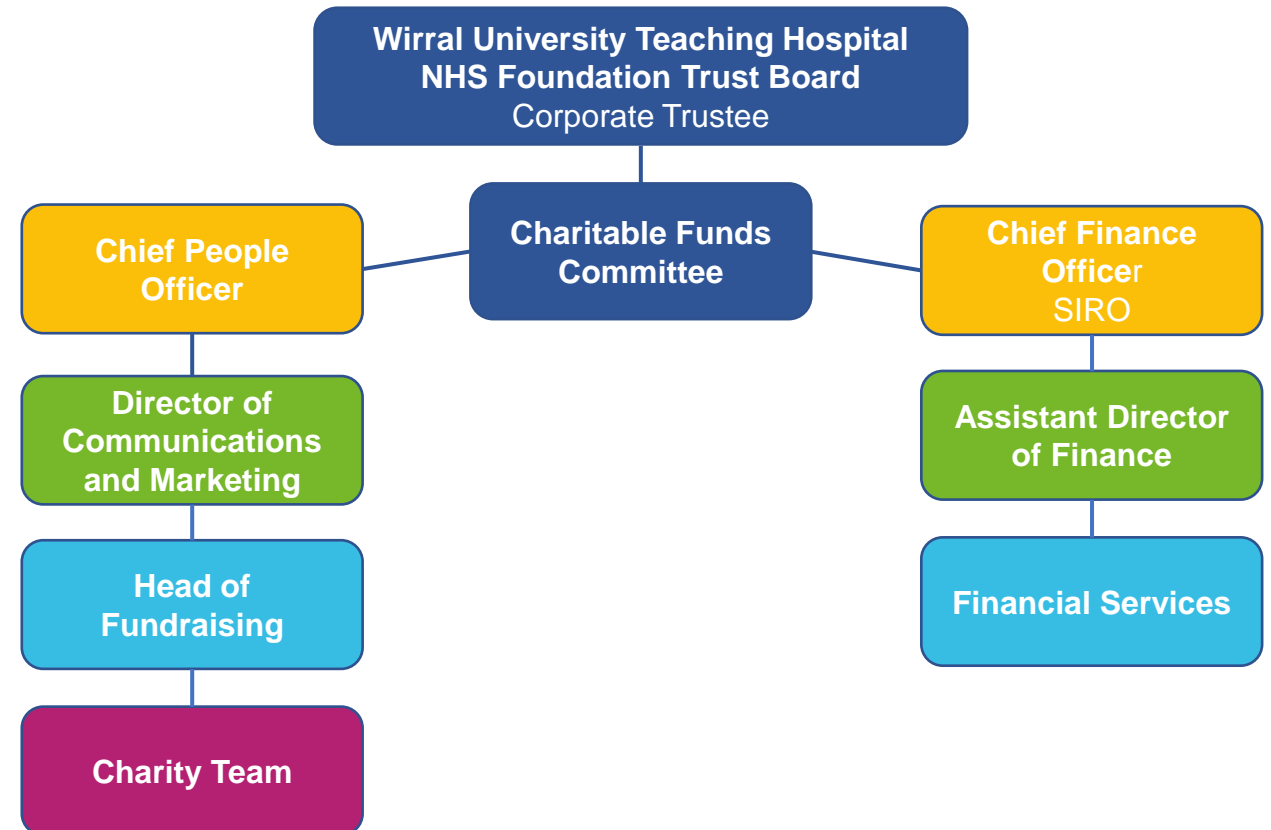 Wirral University Teaching Hospital
NHS Foundation Trust Board
Corporate Trustee
Charitable Funds
Committee
Chief People
Officer
Director of
Communications
and Marketing
Head of
Fundraising
Charity Team
Chief Finance
Officer
SIRO
Assistant Director
of Finance
Financial Services